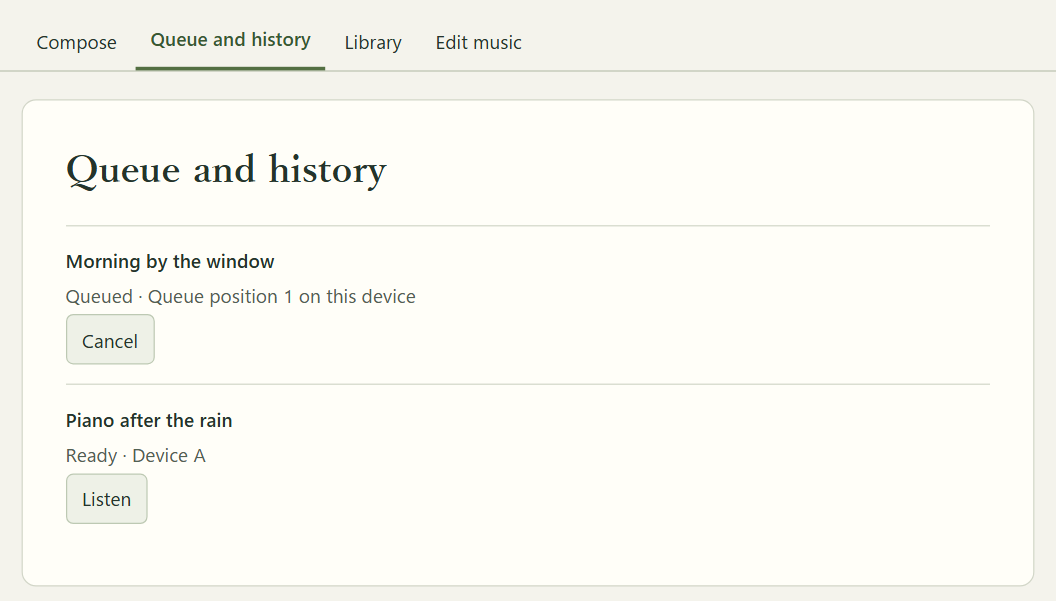 Compose
Queue and history
Library
Edit music
Queue and history
Morning by the window
Queued · Queue position 1 on this device
Cancel
Piano after the rain
Ready · Device A
Listen